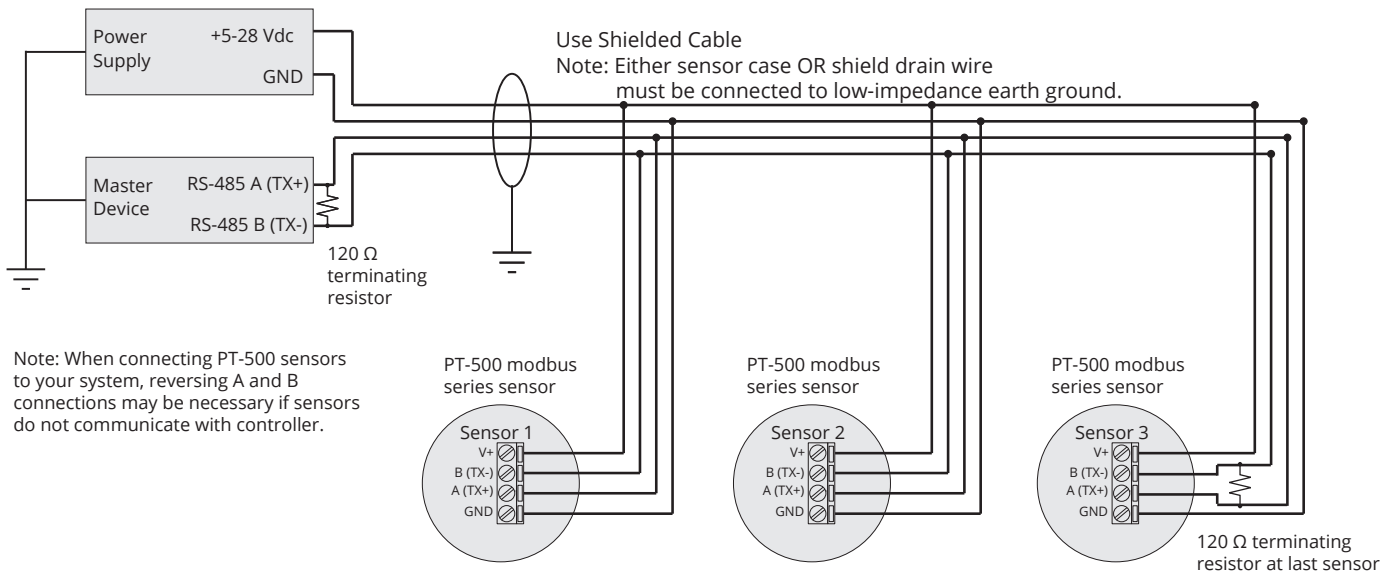 Power
Supply
+5-28 Vdc
GND
Use Shielded Cable
Note: Either sensor case OR shield drain wire
must be connected to low-impedance earth ground.
Master
Device
RS-485 A (TX+)
RS-485 B (TX-)
120 Ω
terminating
resistor
Note: When connecting PT-500 sensors
to your system, reversing A and B
connections may be necessary if sensors
do not communicate with controller.
PT-500 modbus
series sensor
Sensor 1
V+
B (TX-)
A (TX+)
GND
PT-500 modbus
series sensor
Sensor 2
V+
B (TX-)
A (TX+)
GND
PT-500 modbus
series sensor
Sensor 3
V+
B (TX-)
A (TX+)
GND
120 Ω terminating
resistor at last sensor